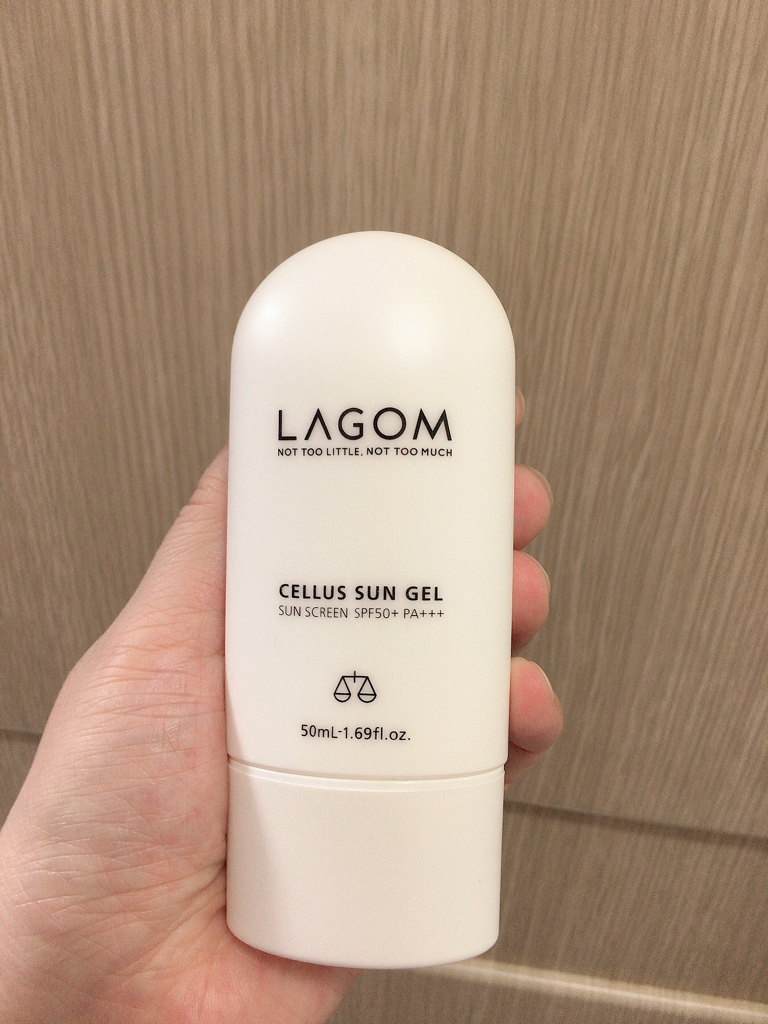 LAGOM
NOT TOO LITTLE, NOT TOO MUCH
CELLUS SUN GEL
SUN SCREEN SPF50+ PA+++
50mL-1.69fl.oz.